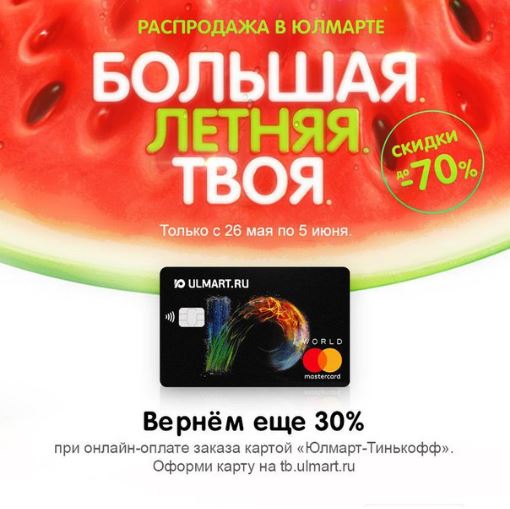 РАСПРОДАЖА В ЮЛМАРТЕ
БОЛЬШАЯ.
ЛЕТНЯЯ.
ТВОЯ.
СКИДКИ
до -70%
Только с 26 мая по 5 июня.
Ю ULMART.RU
WORLD
mastercard
Вернём еще 30%
при онлайн-оплате заказа картой «Юлмарт-Тинькофф».
Оформи карту на tb.ulmart.ru